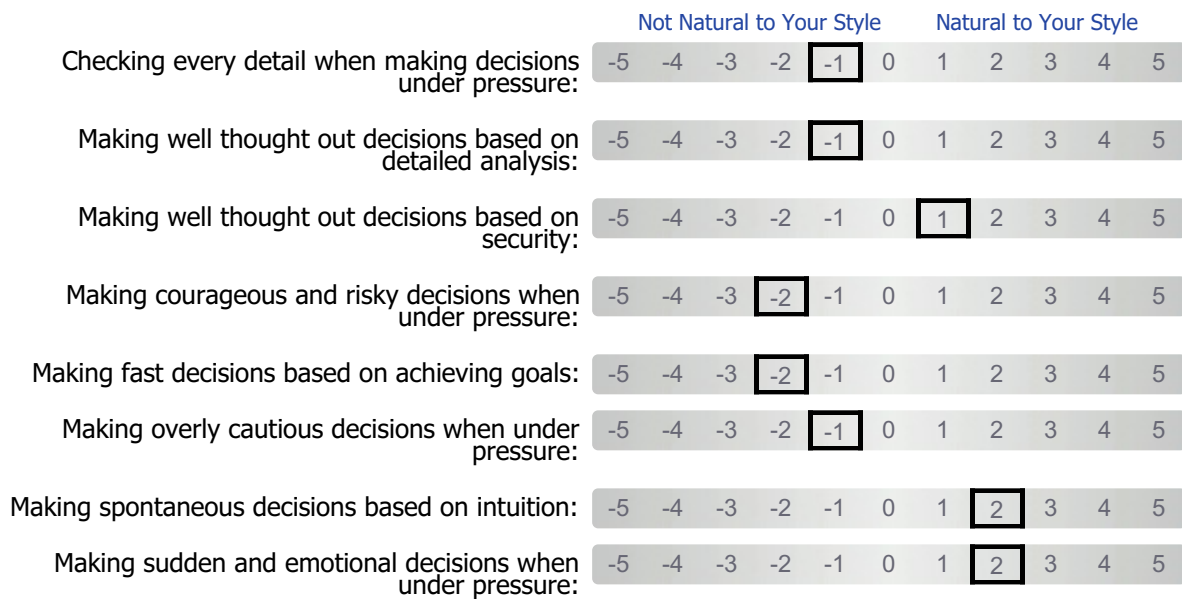 Not Natural to Your Style Natural to Your Style
Checking every detail when making decisions
under pressure:
-5 -4 -3 -2 -1 0 1 2 3 4 5
Making well thought out decisions based on
detailed analysis:
-5 -4 -3 -2 -1 0 1 2 3 4 5
Making well thought out decisions based on
security:
-5 -4 -3 -2 -1 0 1 2 3 4 5
Making courageous and risky decisions when
under pressure:
-5 -4 -3 -2 -1 0 1 2 3 4 5
Making fast decisions based on achieving goals:
-5 -4 -3 -2 -1 0 1 2 3 4 5
Making overly cautious decisions when under
pressure:
-5 -4 -3 -2 -1 0 1 2 3 4 5
Making spontaneous decisions based on intuition:
-5 -4 -3 -2 -1 0 1 2 3 4 5
Making sudden and emotional decisions when
under pressure:
-5 -4 -3 -2 -1 0 1 2 3 4 5